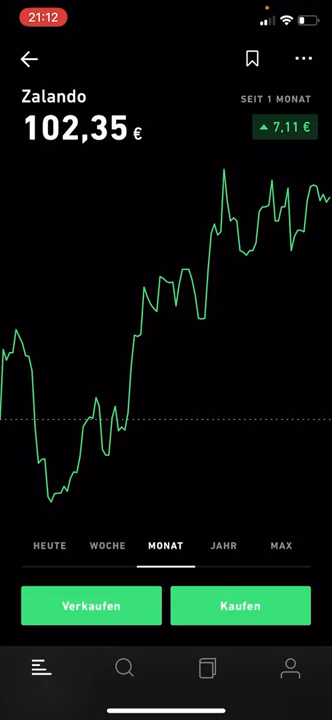 21:12
Zalando
SEIT 1 MONAT
102,35 €
7,11 €
HEUTE WOCHE MONAT JAHR MAX
Verkaufen Kaufen